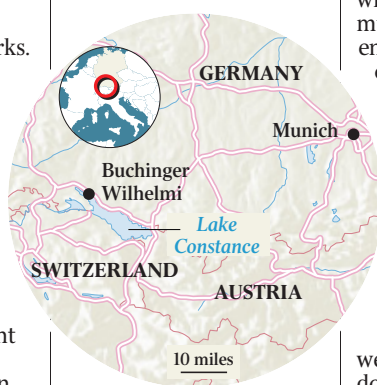 rks.
GERMANY
Munich
Buchinger
Wilhelmi
Lake
Constance
SWITZERLAND
AUSTRIA
10 miles
nt
we